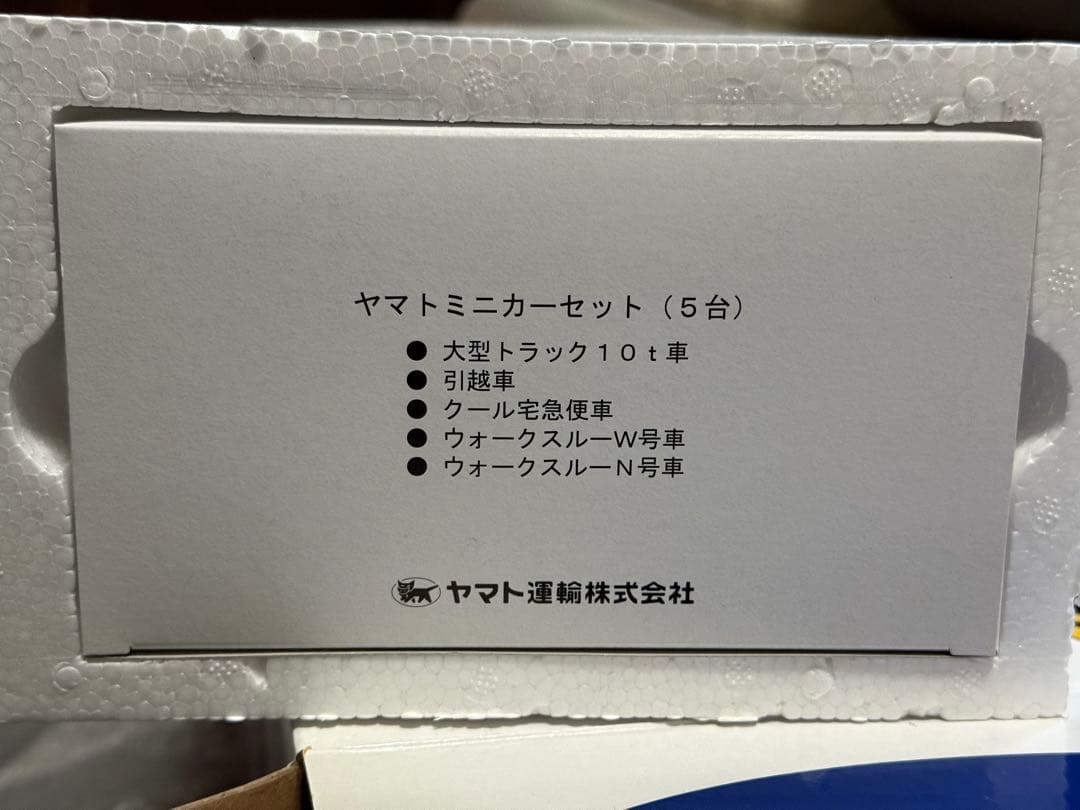 ヤマトミニカーセット（５台）
● 大型トラック１０ｔ車
● 引越車
● クール宅急便車
● ウォークスルーＷ号車
● ウォークスルーＮ号車
ヤマト運輸株式会社